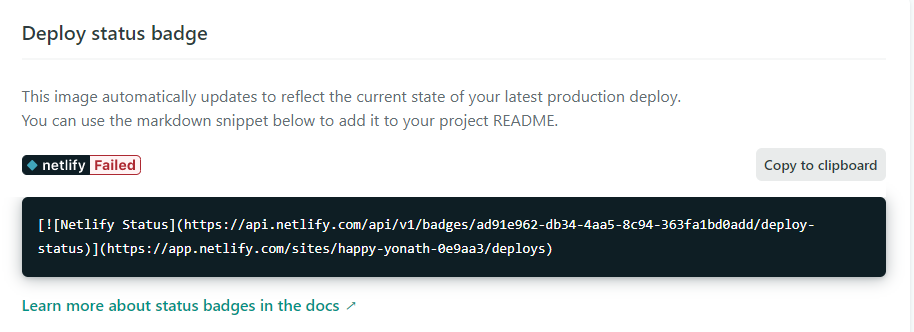 Deploy status badge
This image automatically updates to reflect the current state of your latest production deploy.
You can use the markdown snippet below to add it to your project README.
netlify Failed
Copy to clipboard
[![Netlify Status](https://api.netlify.com/api/v1/badges/ad91e962-db34-4aa5-8c94-363fa1bd0add/deploy-
status)](https://app.netlify.com/sites/happy-yonath-0e9aa3/deploys)
Learn more about status badges in the docs ↗